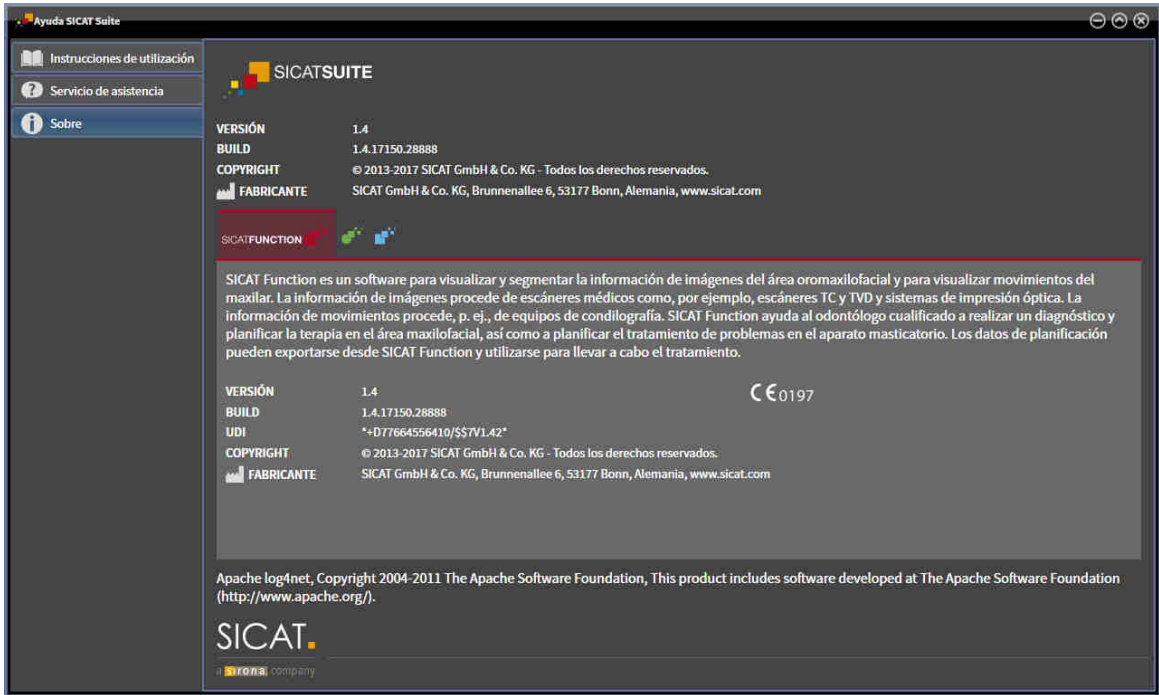 Ayuda SICAT Suite
Instrucciones de utilización
Servicio de asistencia
Sobre
SICATSUITE
VERSIÓN 1.4
BUILD 1.4.17150.28888
COPYRIGHT © 2013-2017 SICAT GmbH & Co. KG - Todos los derechos reservados.
FABRICANTE SICAT GmbH & Co. KG, Brunnenallee 6, 53177 Bonn, Alemania, www.sicat.com
SICATFUNCTION
SICAT Function es un software para visualizar y segmentar la información de imágenes del área oromaxilofacial y para visualizar movimientos del
maxilar. La información de imágenes procede de escáneres médicos como, por ejemplo, escáneres TC y TVD y sistemas de impresión óptica. La
información de movimientos procede, p. ej., de equipos de condilografía. SICAT Function ayuda al odontólogo cualificado a realizar un diagnóstico y
planificar la terapia en el área maxilofacial, así como a planificar el tratamiento de problemas en el aparato masticatorio. Los datos de planificación
pueden exportarse desde SICAT Function y utilizarse para llevar a cabo el tratamiento.
VERSIÓN 1.4 CE0197
BUILD 1.4.17150.28888
UDI *+D77664556410/$$7V1.42*
COPYRIGHT © 2013-2017 SICAT GmbH & Co. KG - Todos los derechos reservados.
FABRICANTE SICAT GmbH & Co. KG, Brunnenallee 6, 53177 Bonn, Alemania, www.sicat.com
Apache log4net, Copyright 2004-2011 The Apache Software Foundation, This product includes software developed at The Apache Software Foundation
(http://www.apache.org/).
SICAT.
a sirona company